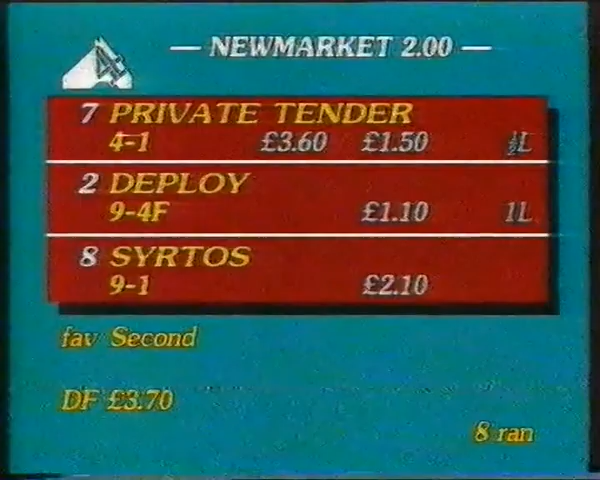 4
— NEWMARKET 2.00 —
7 PRIVATE TENDER
4-1 £3.60 £1.50 ½L
2 DEPLOY
9-4F £1.10 1L
8 SYRTOS
9-1 £2.10
fav Second
DF £3.70
8 ran